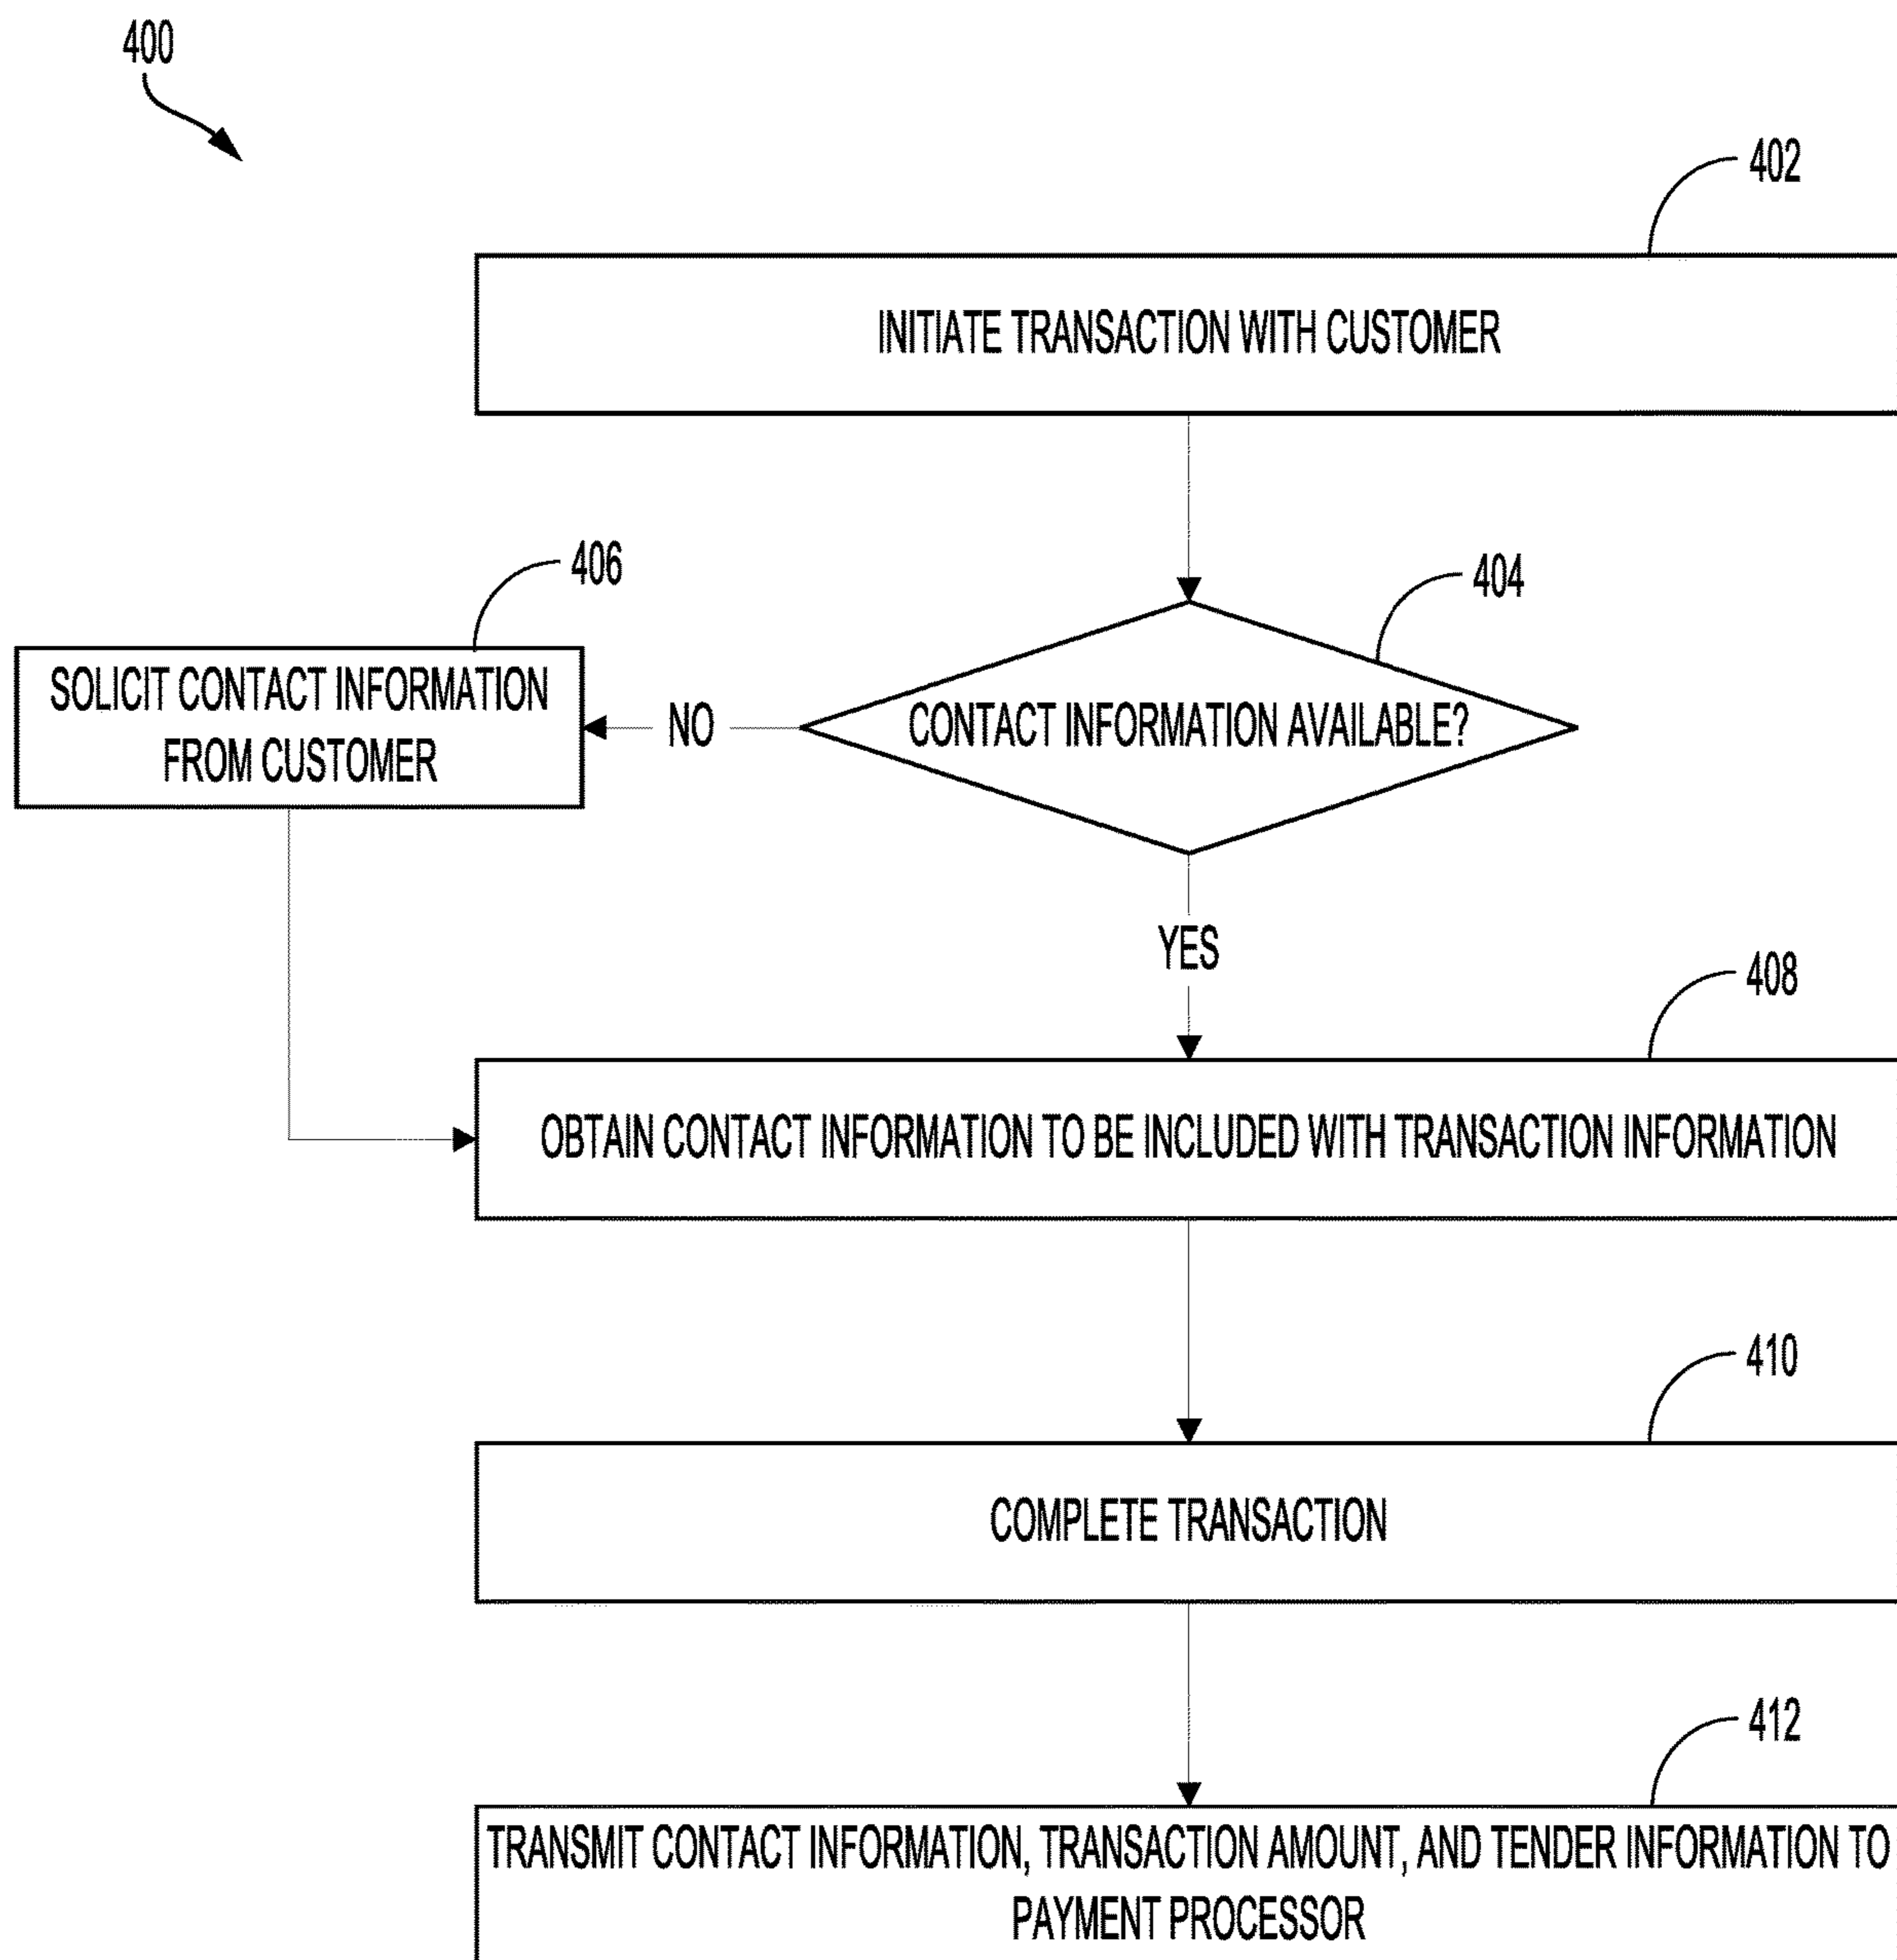 400
402
INITIATE TRANSACTION WITH CUSTOMER
406
404
SOLICIT CONTACT INFORMATION
FROM CUSTOMER
NO
CONTACT INFORMATION AVAILABLE?
YES
408
OBTAIN CONTACT INFORMATION TO BE INCLUDED WITH TRANSACTION INFORMATION
410
COMPLETE TRANSACTION
412
TRANSMIT CONTACT INFORMATION, TRANSACTION AMOUNT, AND TENDER INFORMATION TO
PAYMENT PROCESSOR